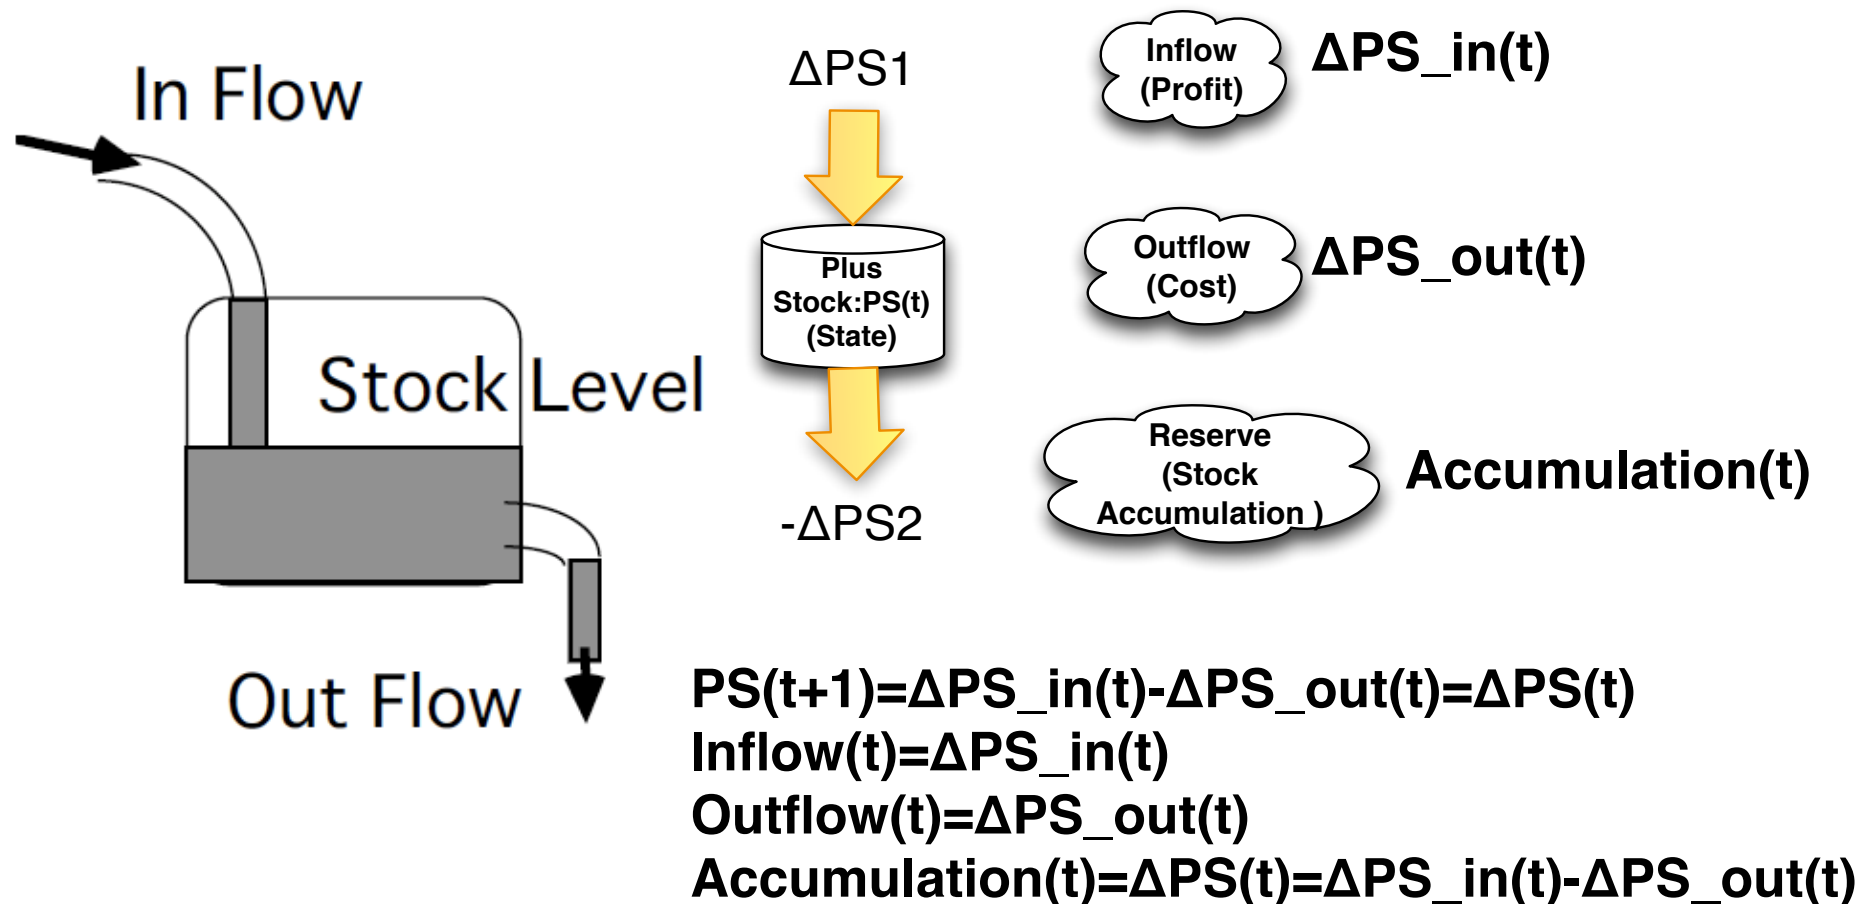 In Flow
Stock Level
Out Flow
ΔPS1
Plus
Stock:PS(t)
(State)
-ΔPS2
Inflow
(Profit)
ΔPS_in(t)
Outflow
(Cost)
ΔPS_out(t)
Reserve
(Stock
Accumulation )
Accumulation(t)
PS(t+1)=ΔPS_in(t)-ΔPS_out(t)=ΔPS(t)
Inflow(t)=ΔPS_in(t)
Outflow(t)=ΔPS_out(t)
Accumulation(t)=ΔPS(t)=ΔPS_in(t)-ΔPS_out(t)